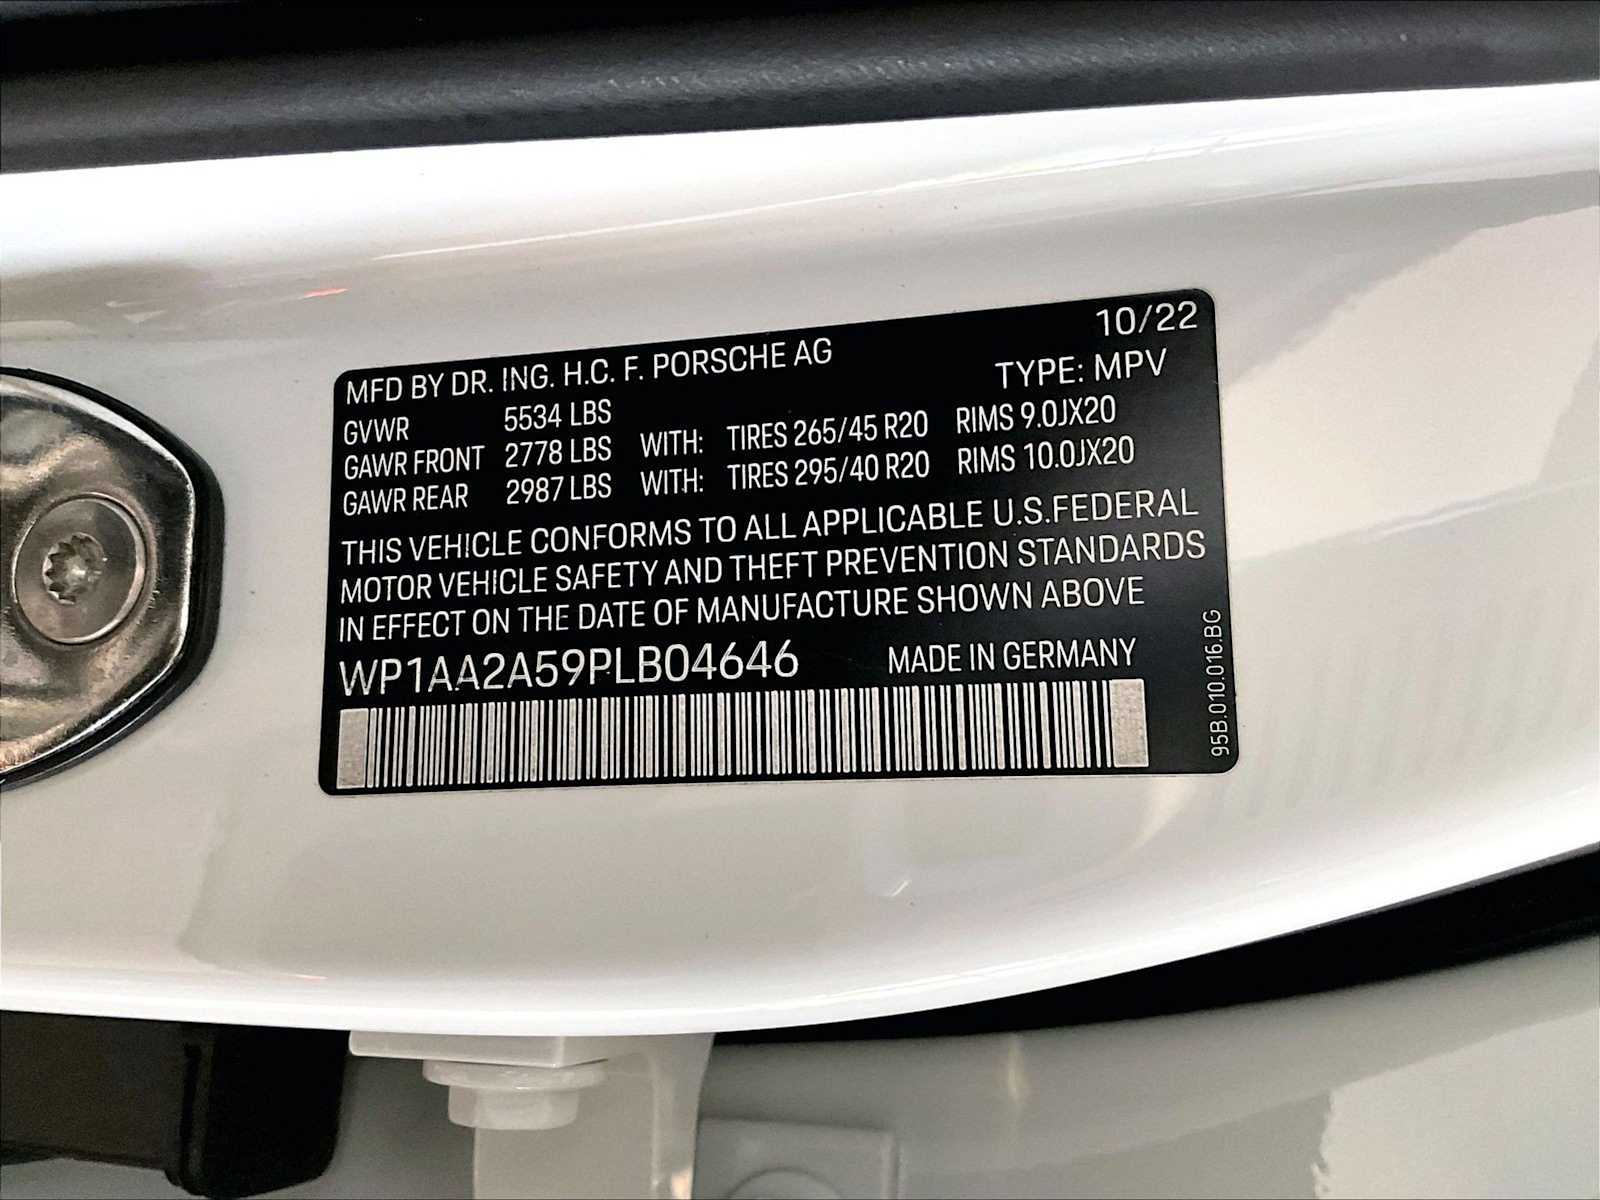 10/22
MFD BY DR. ING. H.C. F. PORSCHE AG
TYPE: MPV
GVWR 5534 LBS
GAWR FRONT 2778 LBS WITH: TIRES 265/45 R20 RIMS 9.0JX20
GAWR REAR 2987 LBS WITH: TIRES 295/40 R20 RIMS 10.0JX20
THIS VEHICLE CONFORMS TO ALL APPLICABLE U.S.FEDERAL
MOTOR VEHICLE SAFETY AND THEFT PREVENTION STANDARDS
IN EFFECT ON THE DATE OF MANUFACTURE SHOWN ABOVE
WP1AA2A59PLB04646 MADE IN GERMANY
95B.010.016.BG